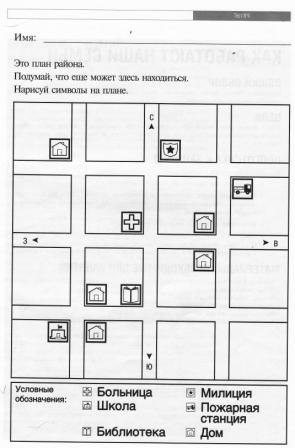 Имя:
Это план района.
Подумай, что еще может здесь находиться.
Нарисуй символы на плане.
С
З
В
Ю
Условные обозначения:
Больница
Милиция
Школа
Пожарная станция
Библиотека
Дом